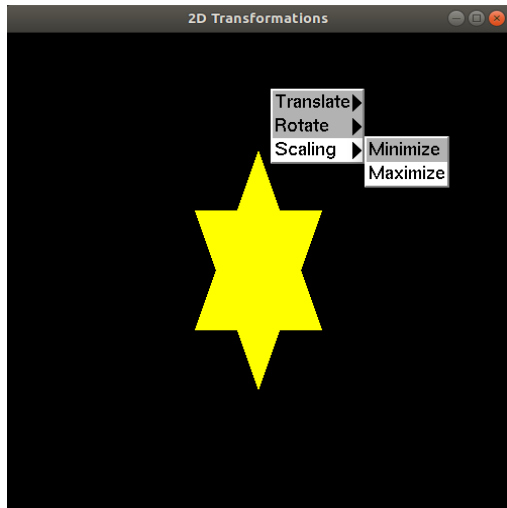 2D Transformations
Translate
Rotate
Scaling
Minimize
Maximize